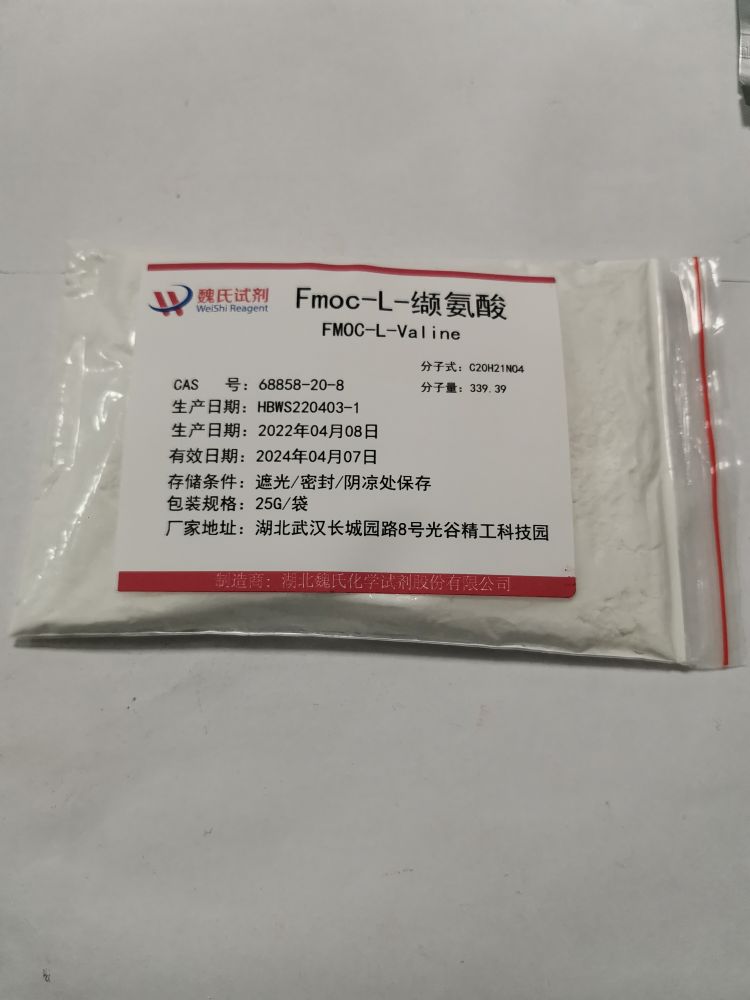 魏氏试剂
WeiShi Reagent
Fmoc-L-缬氨酸
FMOC-L-Valine
分子式: C20H21NO4
分子量: 339.39
CAS 号: 68858-20-8
生产日期: HBWS220403-1
生产日期: 2022年04月08日
有效日期: 2024年04月07日
存储条件: 遮光/密封/阴凉处保存
包装规格: 25G/袋
厂家地址: 湖北武汉长城园路8号光谷精工科技园
制造商: 湖北魏氏化学试剂股份有限公司